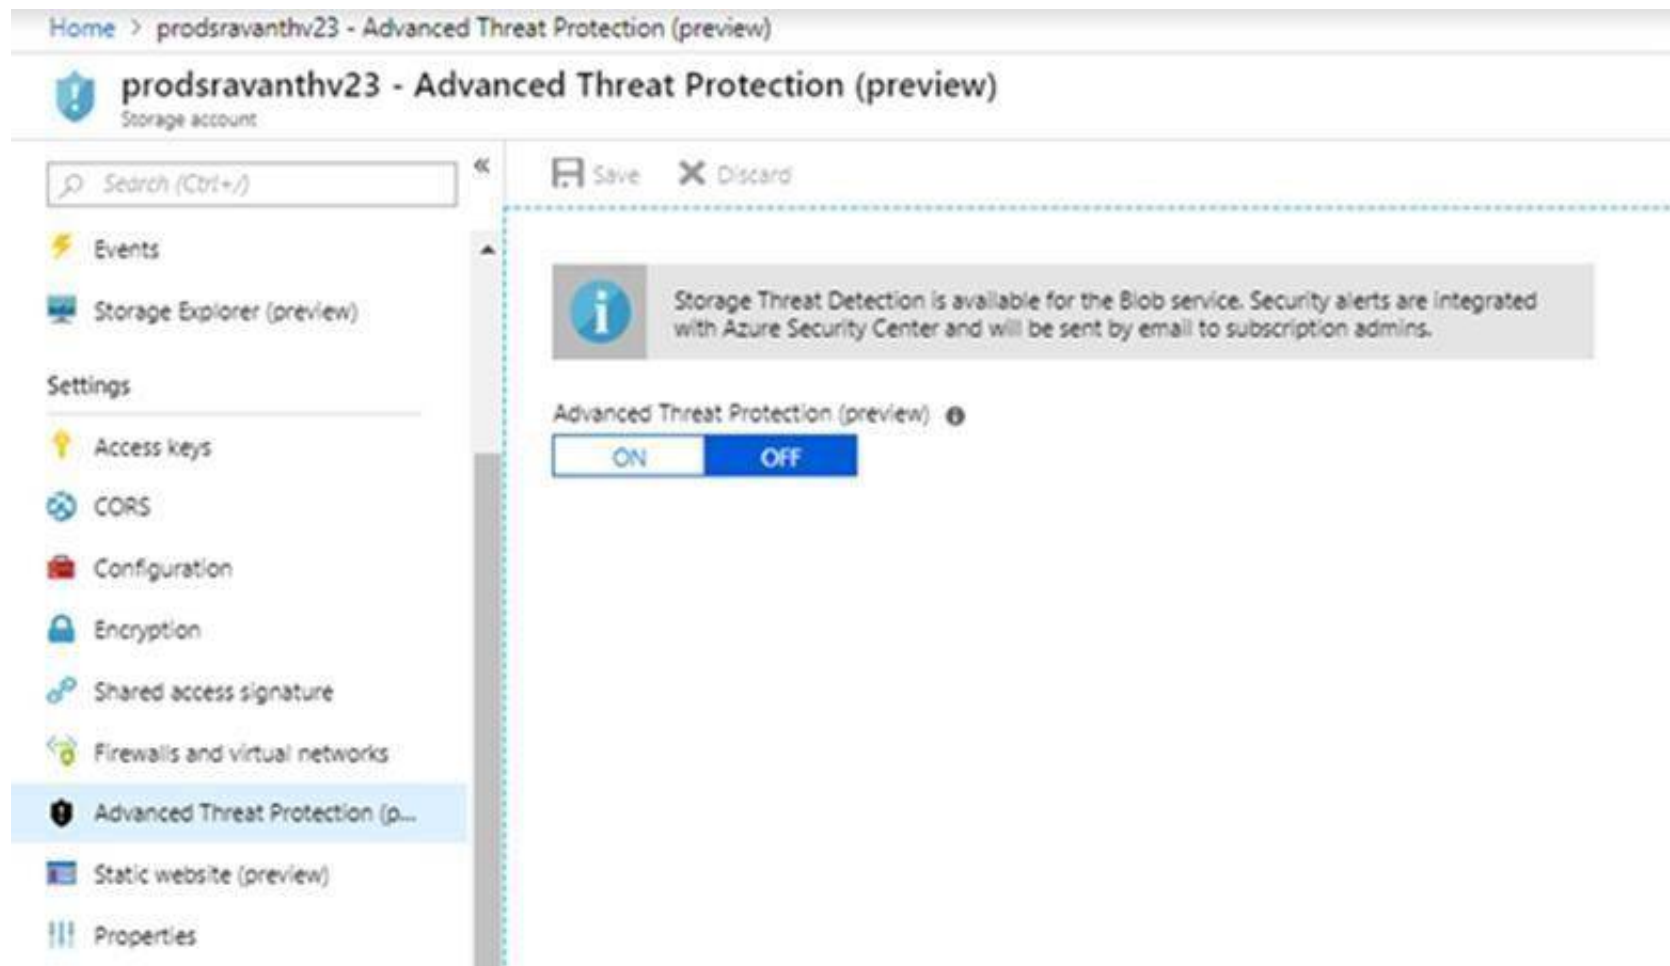 Home > prodsravanthv23 - Advanced Threat Protection (preview)
prodsravanthv23 - Advanced Threat Protection (preview)
Storage account
Search (Ctrl+/)
«
Events
Storage Explorer (preview)
Settings
Access keys
CORS
Configuration
Encryption
Shared access signature
Firewalls and virtual networks
Advanced Threat Protection (p...
Static website (preview)
Properties
Save Discard
Storage Threat Detection is available for the Blob service. Security alerts are integrated
with Azure Security Center and will be sent by email to subscription admins.
Advanced Threat Protection (preview)
ON OFF